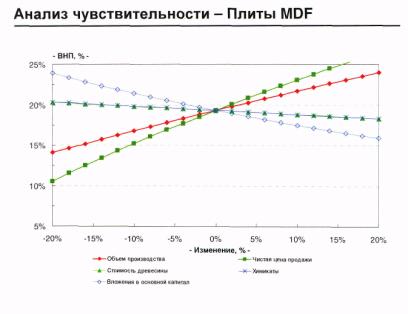 Анализ чувствительности – Плиты MDF
- ВНП, % -
25%
20%
15%
10%
5%
-20% -15% -10% -5% 0% 5% 10% 15% 20%
- Изменение, % -
Объем производства Чистая цена продажи
Стоимость древесины Химикаты
Вложения в основной капитал